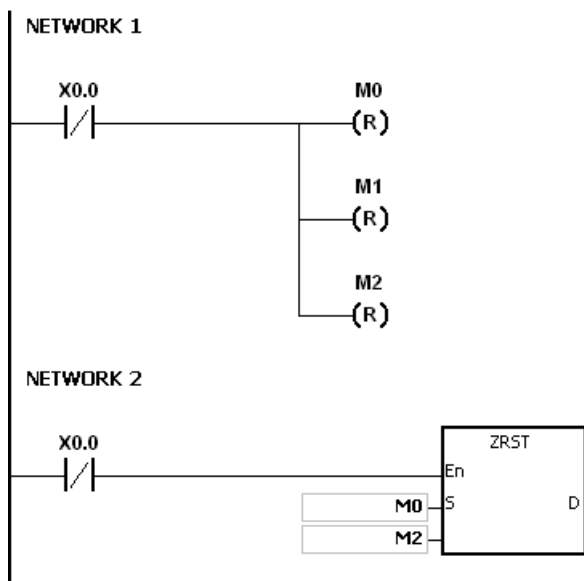 NETWORK 1
X0.0
M0
(R)
M1
(R)
M2
(R)
NETWORK 2
X0.0
ZRST
En
M0 S D
M2